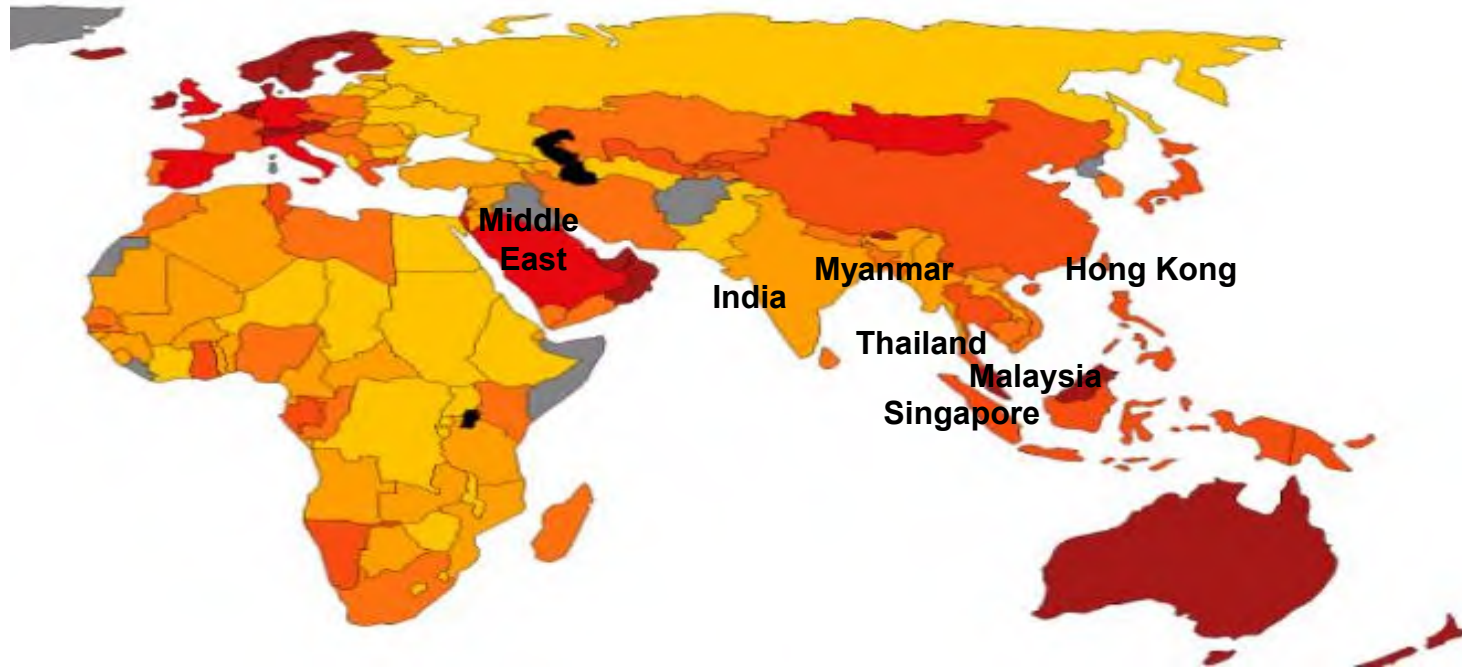 Middle
East
Myanmar
Hong Kong
India
Thailand
Malaysia
Singapore